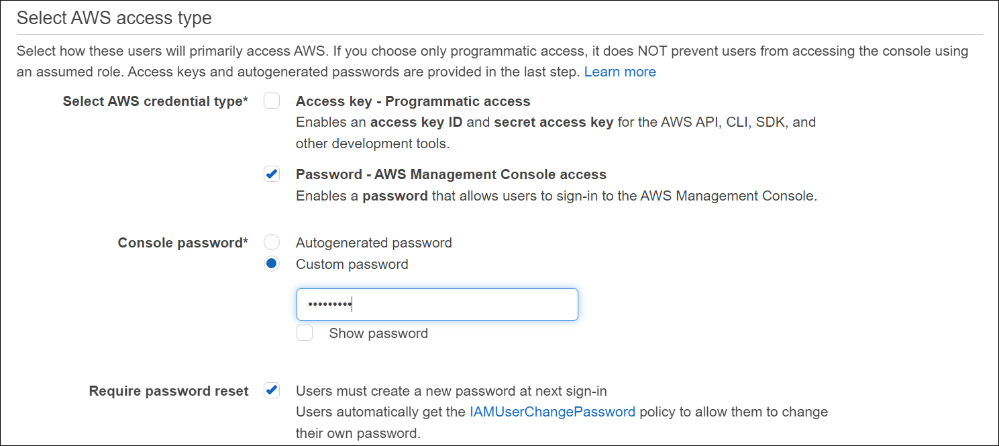 Select AWS access type
Select how these users will primarily access AWS. If you choose only programmatic access, it does NOT prevent users from accessing the console using
an assumed role. Access keys and autogenerated passwords are provided in the last step. Learn more
Select AWS credential type* Access key - Programmatic access
Enables an access key ID and secret access key for the AWS API, CLI, SDK, and
other development tools.
Password - AWS Management Console access
Enables a password that allows users to sign-in to the AWS Management Console.
Console password* Autogenerated password
Custom password
•••••••••
Show password
Require password reset Users must create a new password at next sign-in
Users automatically get the IAMUserChangePassword policy to allow them to change
their own password.